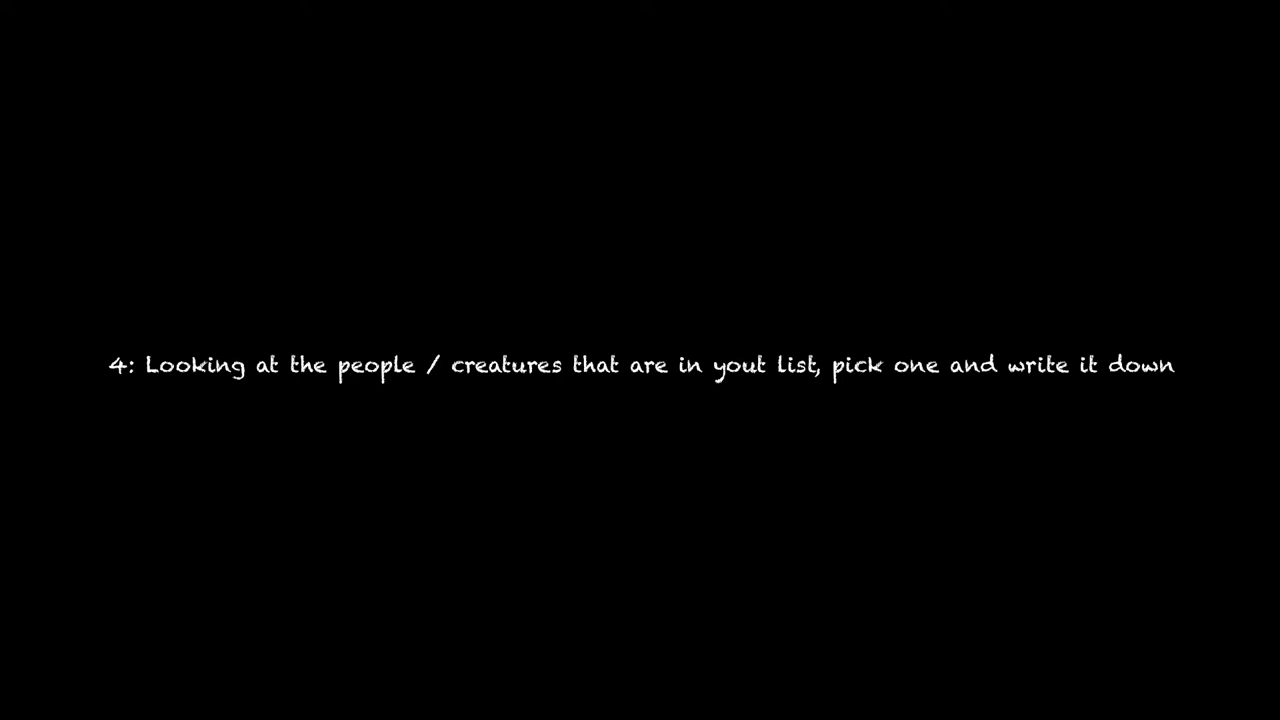 4: Looking at the people / creatures that are in yout list, pick one and write it down